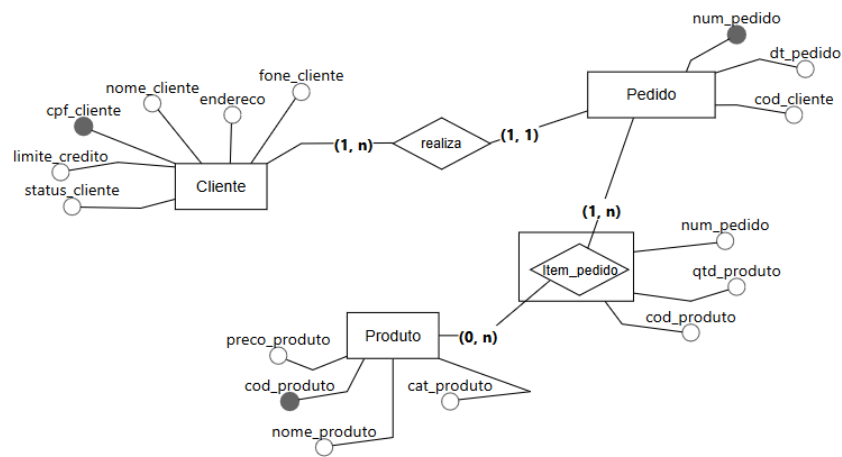 num_pedido
dt_pedido
Pedido
cod_cliente
fone_cliente
nome_cliente
endereco
cpf_cliente
limite_credito
status_cliente
Cliente
(1, n)
realiza
(1, 1)
(1, n)
num_pedido
Item_pedido
qtd_produto
cod_produto
Produto
(0, n)
preco_produto
cod_produto
cat_produto
nome_produto